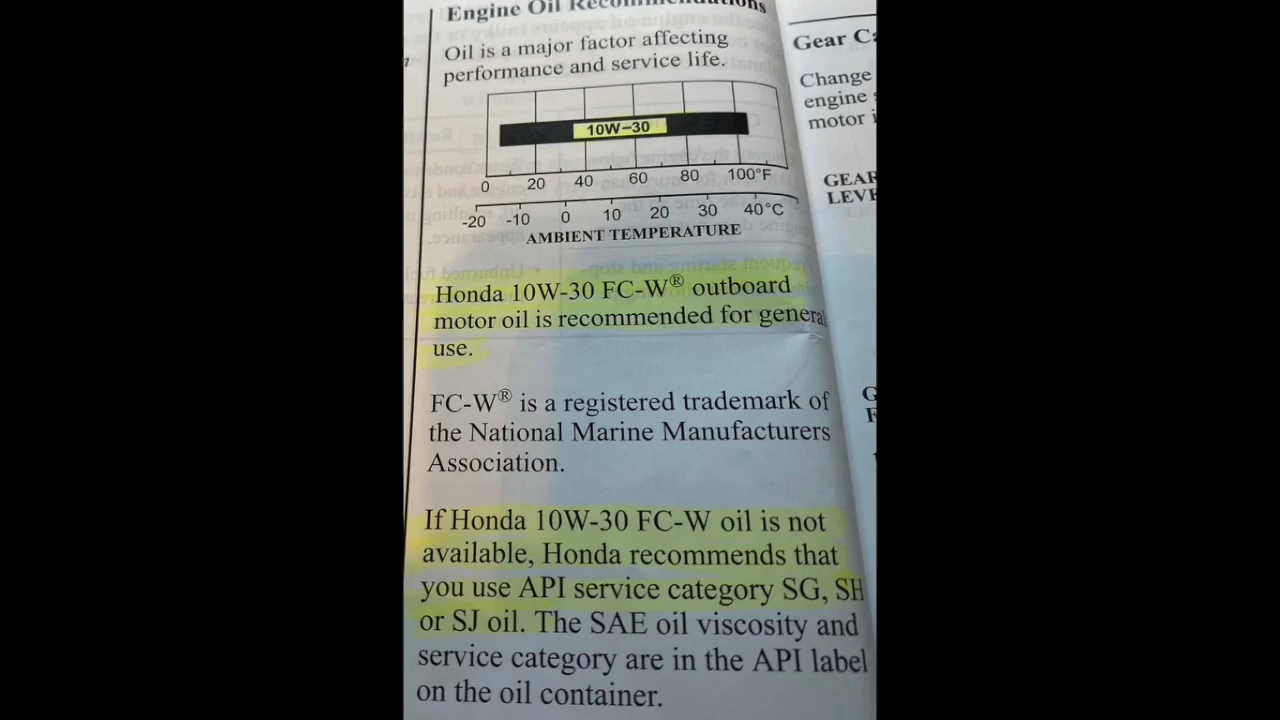 Engine Oil Recommendations
Oil is a major factor affecting
performance and service life.
10W-30
0 20 40 60 80 100°F
-20 -10 0 10 20 30 40°C
AMBIENT TEMPERATURE
Honda 10W-30 FC-W® outboard
motor oil is recommended for general
use.
FC-W® is a registered trademark of
the National Marine Manufacturers
Association.
If Honda 10W-30 FC-W oil is not
available, Honda recommends that
you use API service category SG, SH
or SJ oil. The SAE oil viscosity and
service category are in the API label
on the oil container.
Gear
Change
engine
motor
GEAR